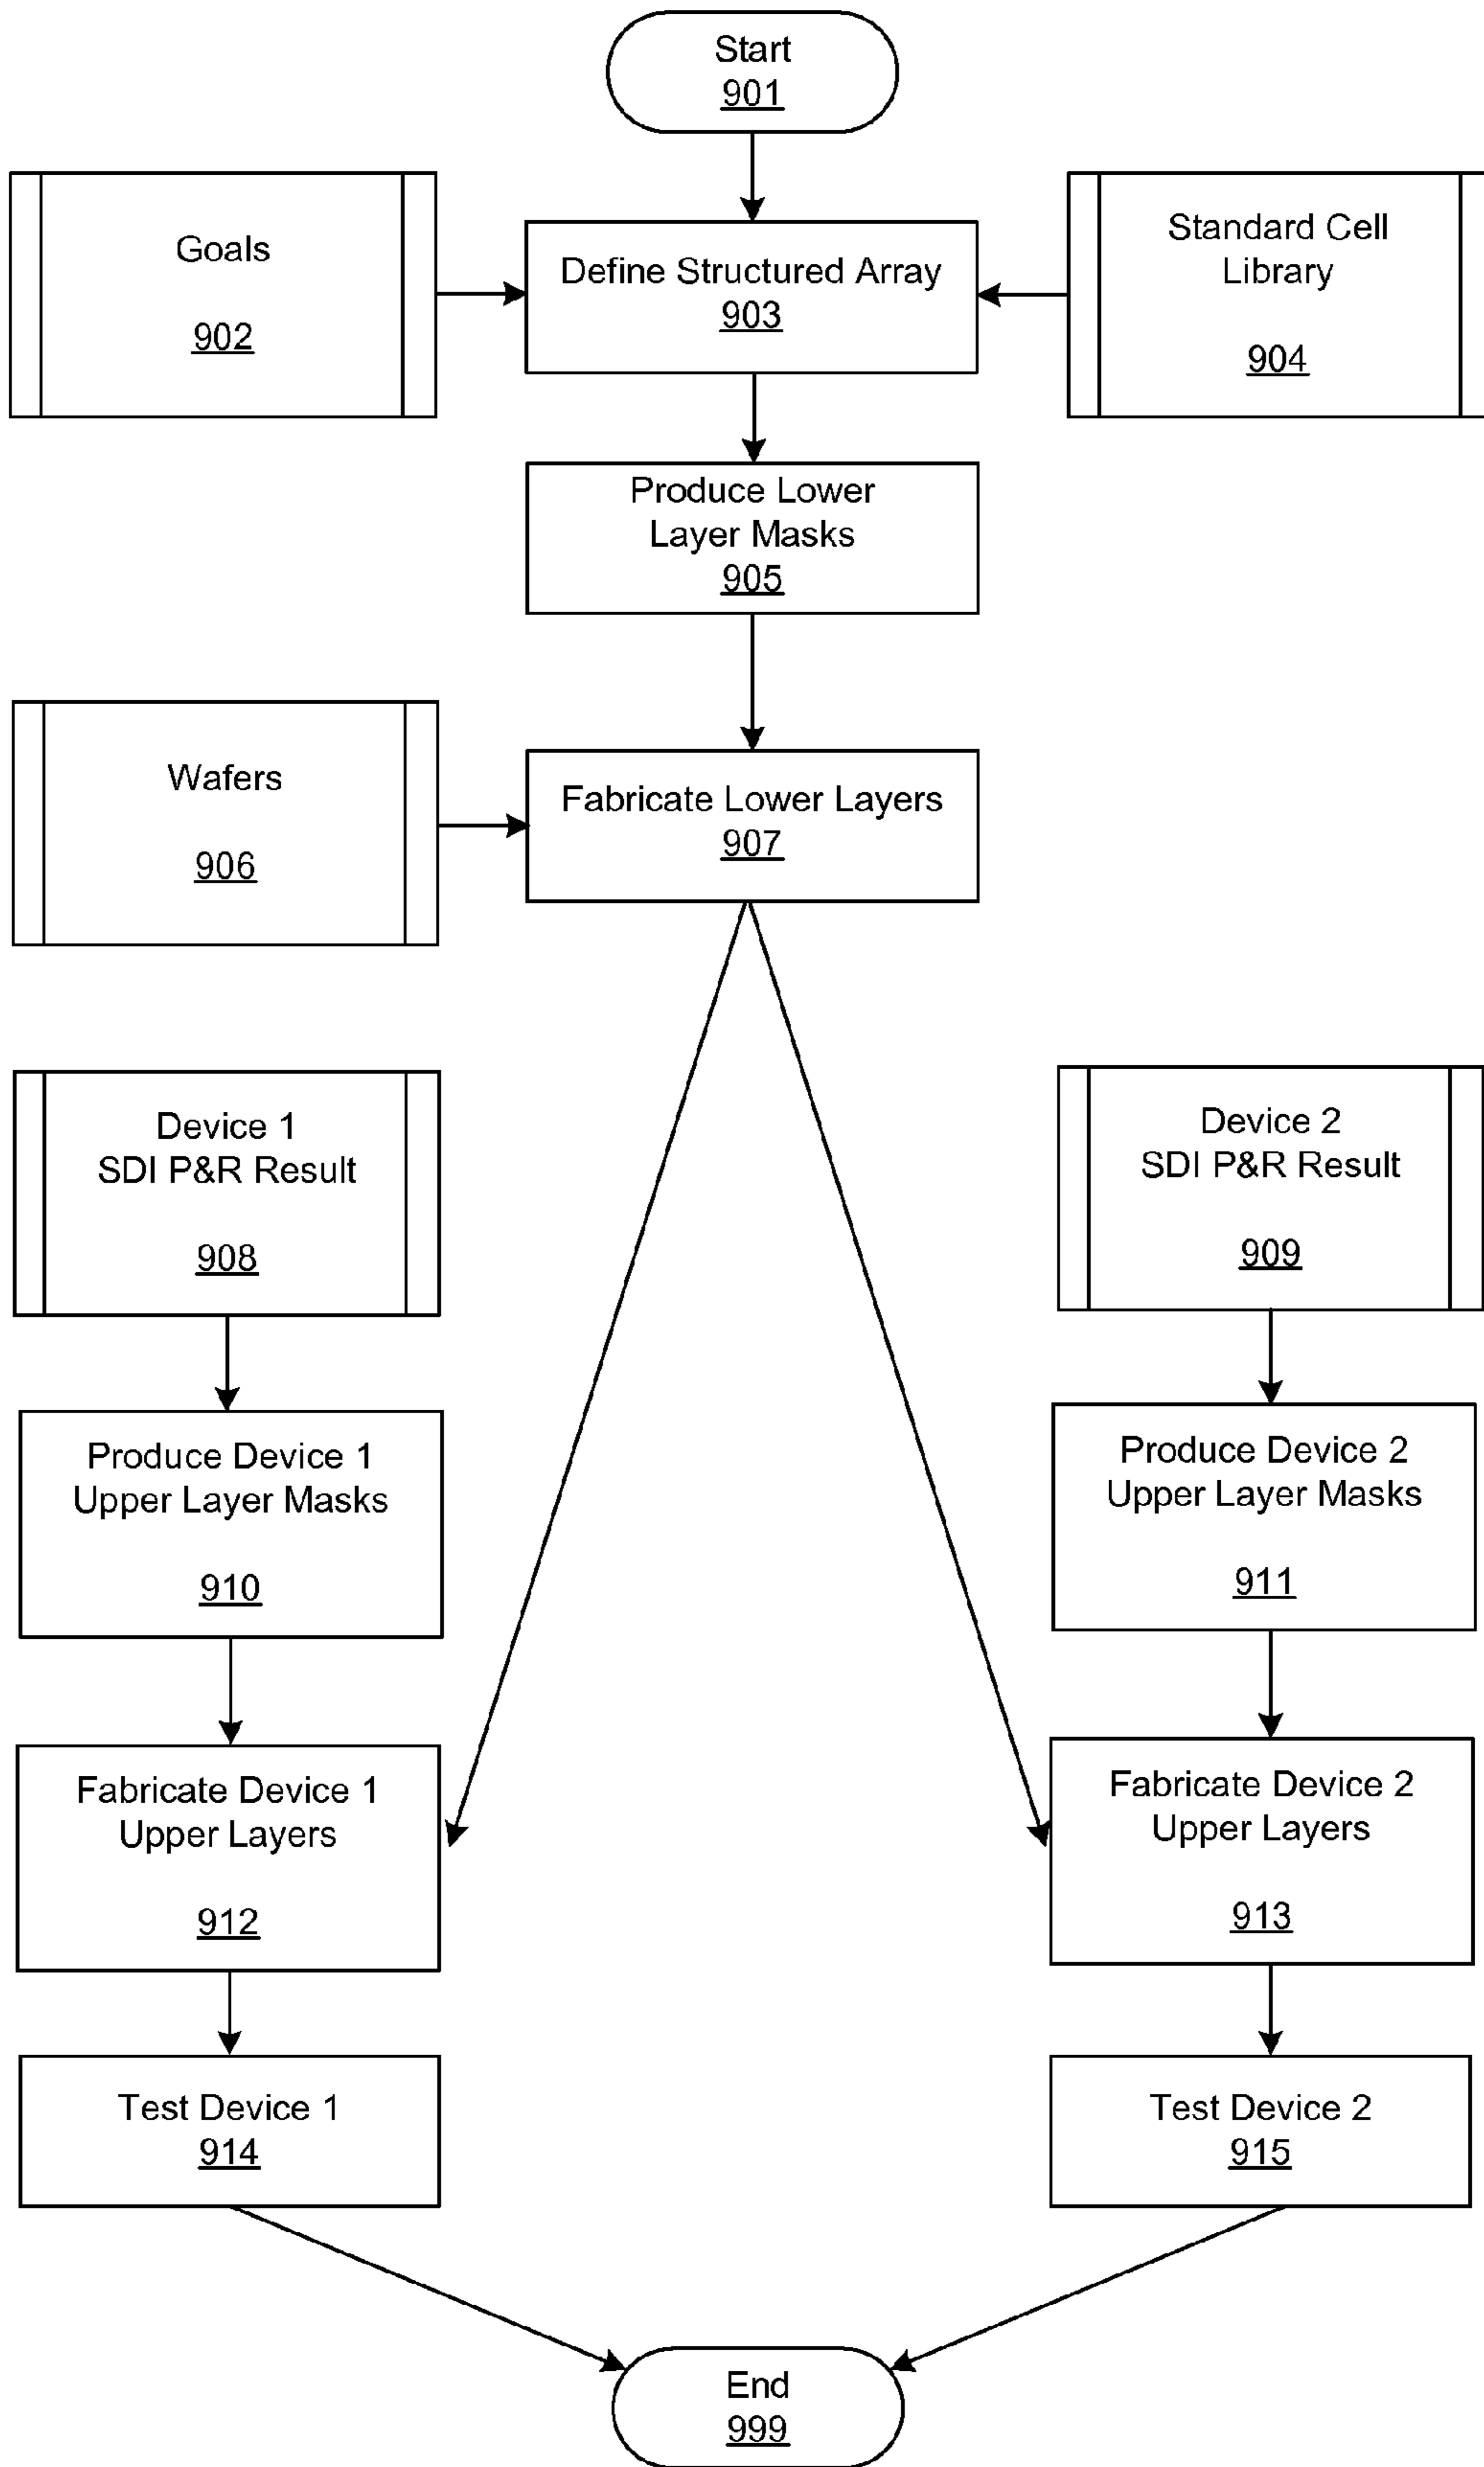 Start
901
Goals
902
Define Structured Array
903
Standard Cell
Library
904
Produce Lower
Layer Masks
905
Wafers
906
Fabricate Lower Layers
907
Device 1
SDI P&R Result
908
Device 2
SDI P&R Result
909
Produce Device 1
Upper Layer Masks
910
Produce Device 2
Upper Layer Masks
911
Fabricate Device 1
Upper Layers
912
Fabricate Device 2
Upper Layers
913
Test Device 1
914
Test Device 2
915
End
999